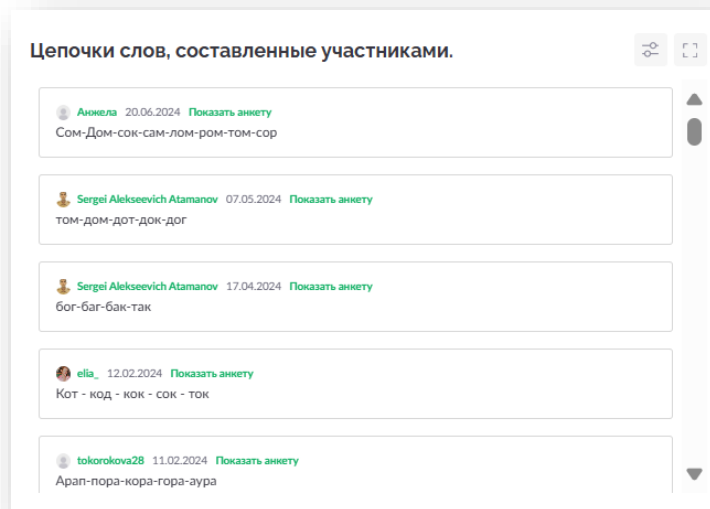 Цепочки слов, составленные участниками.
Анжела 20.06.2024 Показать анкету
Сом-Дом-сок-сам-лом-ром-том-сор
Sergei Alekseevich Atamanov 07.05.2024 Показать анкету
том-дом-дот-док-дог
Sergei Alekseevich Atamanov 17.04.2024 Показать анкету
бог-баг-бак-так
elia_ 12.02.2024 Показать анкету
Кот - код - кок - сок - ток
tokorokova28 11.02.2024 Показать анкету
Арап-пора-кора-гора-аура